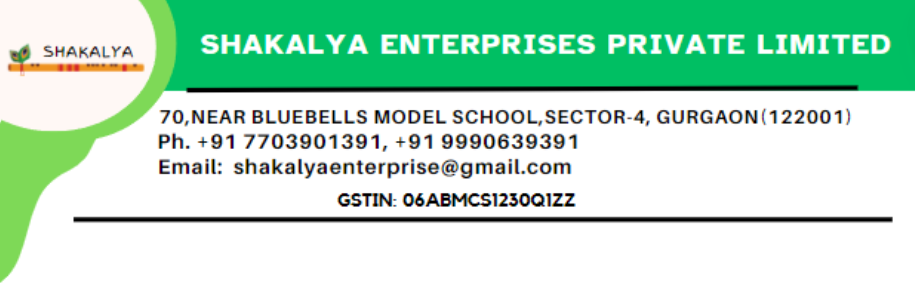 SHAKALYA
SHAKALYA ENTERPRISES PRIVATE LIMITED
70,NEAR BLUEBELLS MODEL SCHOOL,SECTOR-4, GURGAON(122001)
Ph. +91 7703901391, +91 9990639391
Email: shakalyaenterprise@gmail.com
GSTIN: 06ABMCS1230Q1ZZ